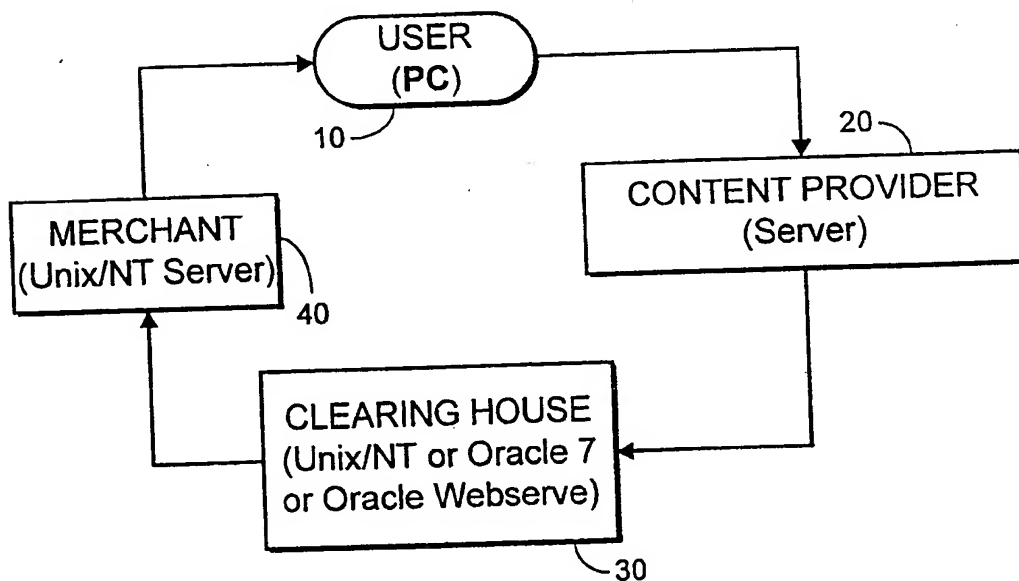 USER
(PC)
10
20
CONTENT PROVIDER
(Server)
MERCHANT
(Unix/NT Server)
40
CLEARING HOUSE
(Unix/NT or Oracle 7
or Oracle Webserve)
30